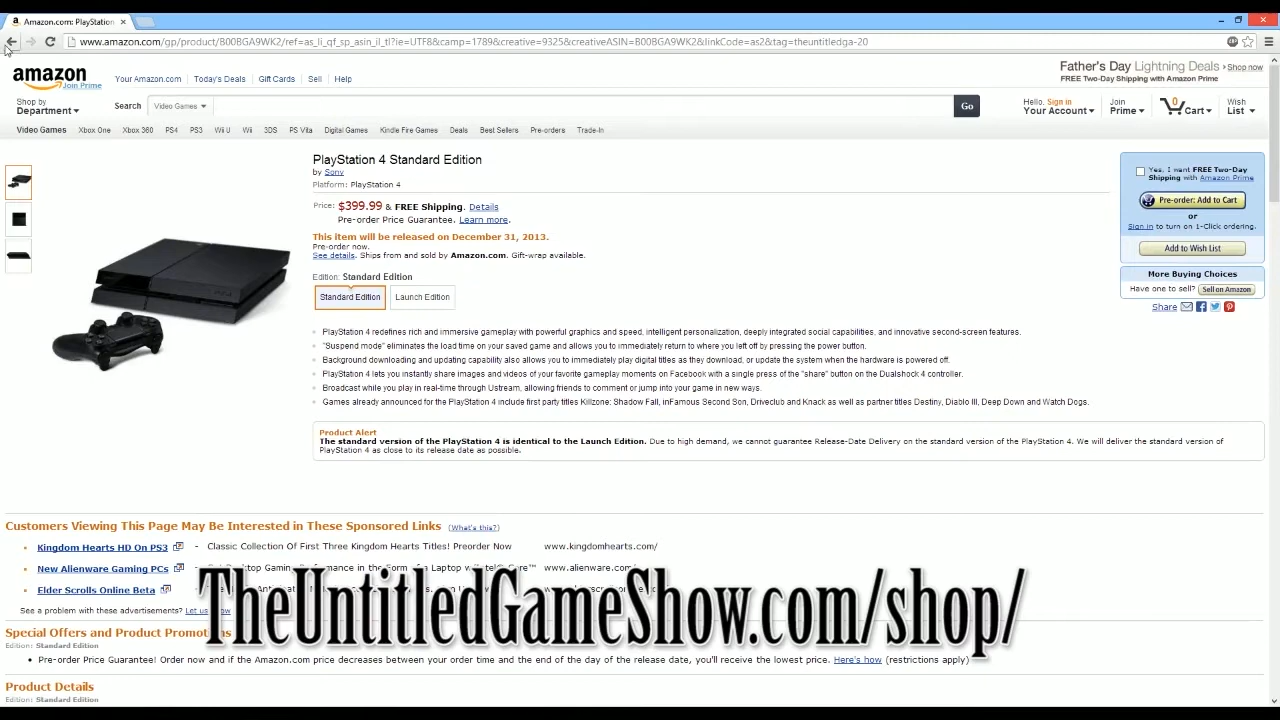 Amazon.com: PlayStation
www.amazon.com/gp/product/B00BGA9WK2/ref=as_li_qf_sp_asin_il_tl?ie=UTF8&camp=1789&creative=9325&creativeASIN=B00BGA9WK2&linkCode=as2&tag=theuntitledga-20
amazon
Join Prime
Your Amazon.com Today's Deals Gift Cards Sell Help
Father's Day Lightning Deals Shop now
FREE Two-Day Shipping with Amazon Prime
Shop by
Department
Search Video Games Go
Hello. Sign in
Your Account
Join
Prime
0
Cart
Wish
List
Video Games Xbox One Xbox 360 PS4 PS3 Wii U Wii 3DS PS Vita Digital Games Kindle Fire Games Deals Best Sellers Pre-orders Trade-In
PlayStation 4 Standard Edition
by Sony
Platform: PlayStation 4
Price: $399.99 & FREE Shipping. Details
Pre-order Price Guarantee. Learn more.
This item will be released on December 31, 2013.
Pre-order now.
See details. Ships from and sold by Amazon.com. Gift-wrap available.
Edition: Standard Edition
Standard Edition Launch Edition
PlayStation 4 redefines rich and immersive gameplay with powerful graphics and speed, intelligent personalization, deeply integrated social capabilities, and innovative second-screen features.
"Suspend mode" eliminates the load time on your saved game and allows you to immediately return to where you left off by pressing the power button.
Background downloading and updating capability also allows you to immediately play digital titles as they download, or update the system when the hardware is powered off.
PlayStation 4 lets you instantly share images and videos of your favorite gameplay moments on Facebook with a single press of the "share" button on the Dualshock 4 controller.
Broadcast while you play in real-time through Ustream, allowing friends to comment or jump into your game in new ways.
Games already announced for the PlayStation 4 include first party titles Killzone: Shadow Fall, inFamous Second Son, Driveclub and Knack as well as partner titles Destiny, Diablo III, Deep Down and Watch Dogs.
Product Alert
The standard version of the PlayStation 4 is identical to the Launch Edition. Due to high demand, we cannot guarantee Release-Date Delivery on the standard version of the PlayStation 4. We will deliver the standard version of
PlayStation 4 as close to its release date as possible.
Yes, I want FREE Two-Day
Shipping with Amazon Prime
Pre-order: Add to Cart
or
Sign in to turn on 1-Click ordering.
Add to Wish List
More Buying Choices
Have one to sell? Sell on Amazon
Share
Customers Viewing This Page May Be Interested in These Sponsored Links (What's this?)
Kingdom Hearts HD On PS3 - Classic Collection Of First Three Kingdom Hearts Titles! Preorder Now www.kingdomhearts.com/
New Alienware Gaming PCs - www.alienware.com/
Elder Scrolls Online Beta -
See a problem with these advertisements? Let us
TheUntitledGameShow.com/shop/
Special Offers and Product Promotions
Edition: Standard Edition
Pre-order Price Guarantee! Order now and if the Amazon.com price decreases between your order time and the end of the day of the release date, you'll receive the lowest price. Here's how (restrictions apply)
Product Details
Edition: Standard Edition